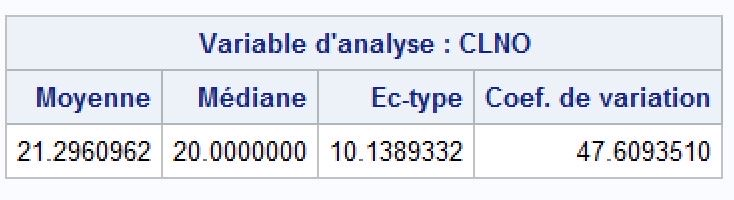 Variable d'analyse : CLNO
Moyenne Médiane Ec-type Coef. de variation
21.2960962 20.0000000 10.1389332 47.6093510